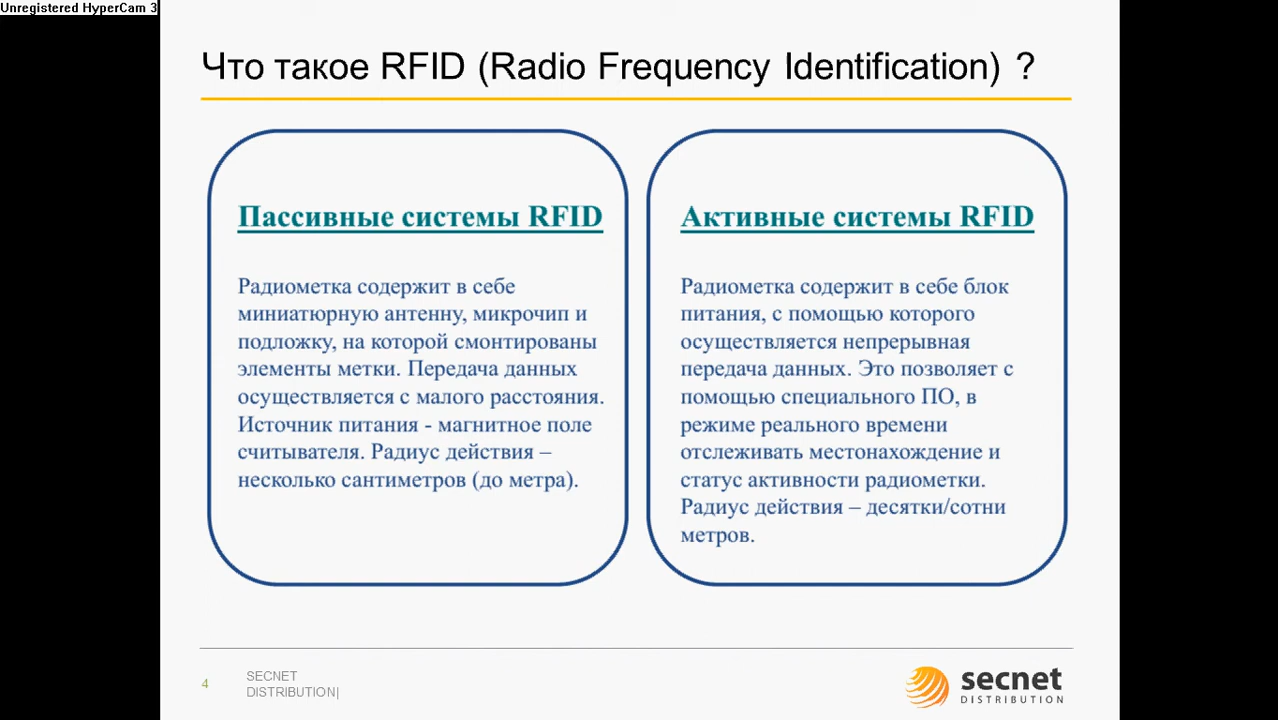 Unregistered HyperCam 3
Что такое RFID (Radio Frequency Identification) ?
Пассивные системы RFID
Радиометка содержит в себе
миниатюрную антенну, микрочип и
подложку, на которой смонтированы
элементы метки. Передача данных
осуществляется с малого расстояния.
Источник питания - магнитное поле
считывателя. Радиус действия –
несколько сантиметров (до метра).
Активные системы RFID
Радиометка содержит в себе блок
питания, с помощью которого
осуществляется непрерывная
передача данных. Это позволяет с
помощью специального ПО, в
режиме реального времени
отслеживать местонахождение и
статус активности радиометки.
Радиус действия – десятки/сотни
метров.
4
SECNET
DISTRIBUTION|
secnet
DISTRIBUTION